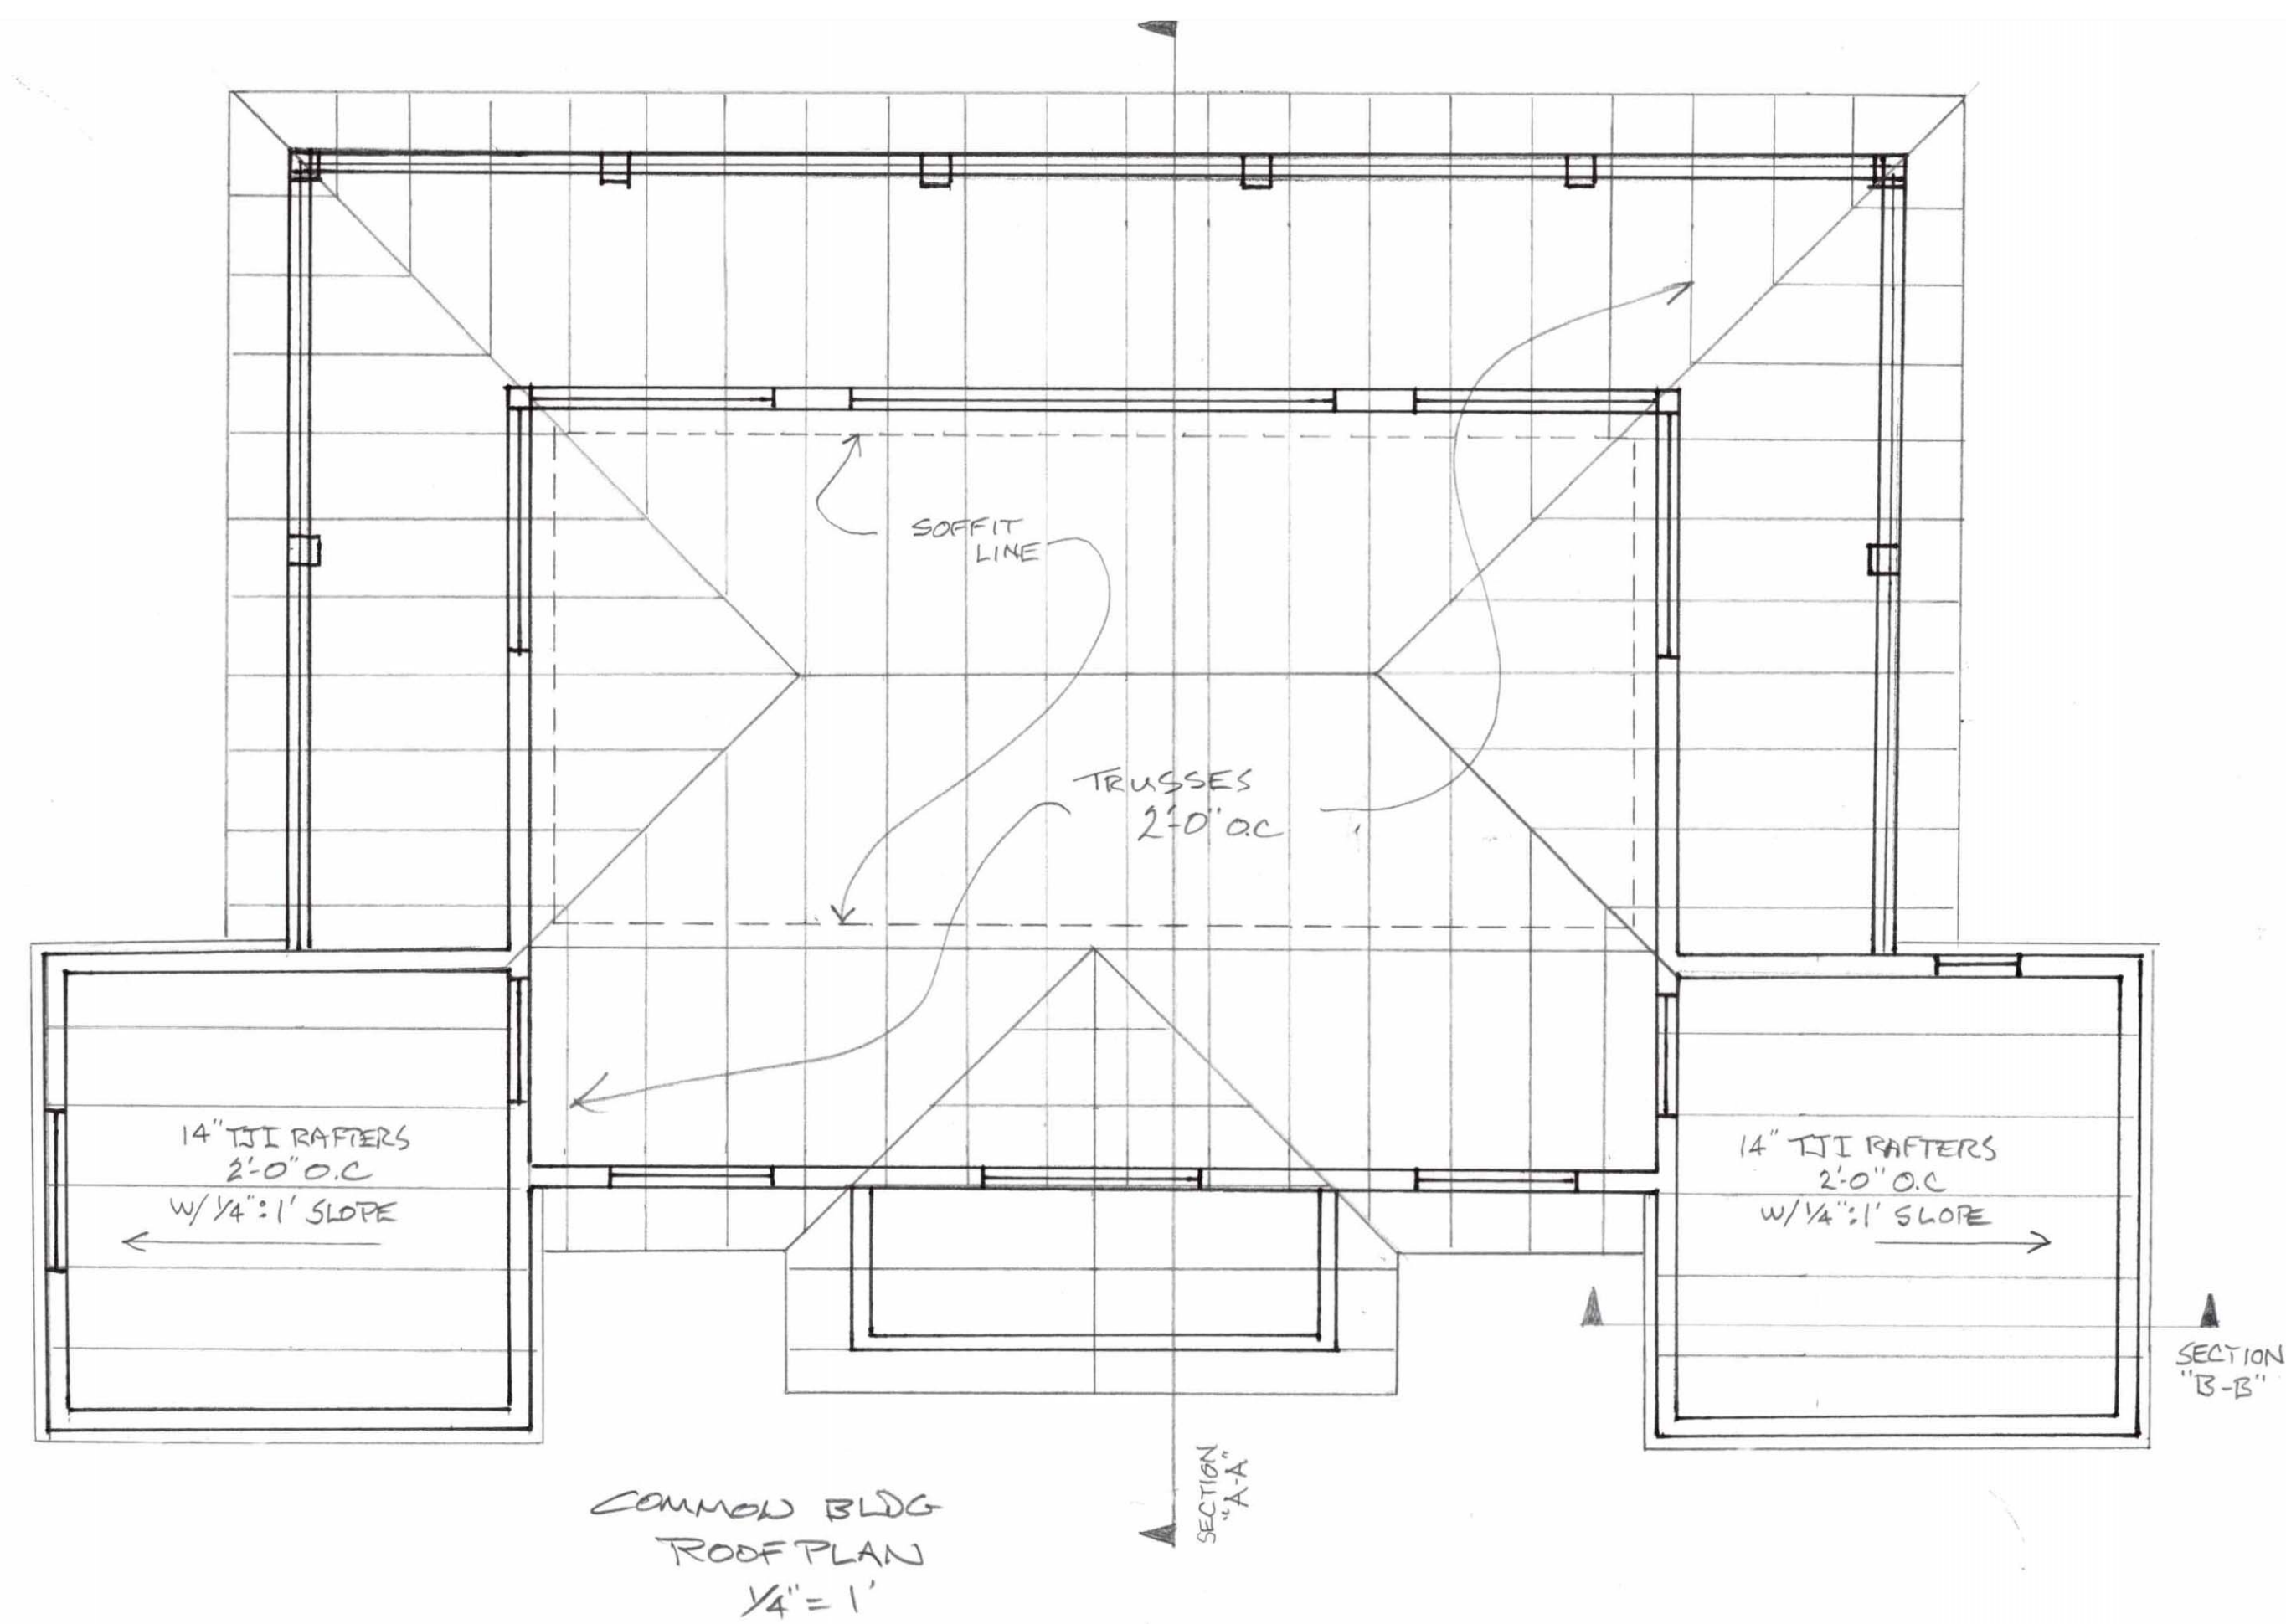 SOFFIT
LINE
TRUSSES
2'-0" O.C
14" TJI RAFTERS
2'-0" O.C
W/ 1/4":1' SLOPE
14" TJI RAFTERS
2'-0" O.C
W/ 1/4":1' SLOPE
SECTION
"B-B"
SECTION
"A-A"
COMMON BLDG
ROOF PLAN
1/4" = 1'